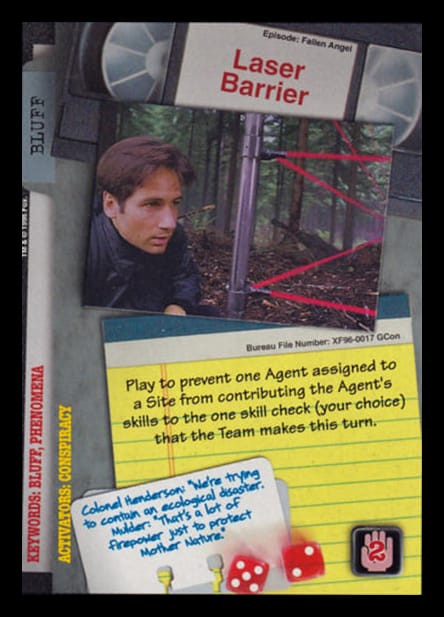 Episode: Fallen Angel
Laser
Barrier
BLUFF
TM & © 1996 Fox.
Bureau File Number: XF96-0017 GCon
Play to prevent one Agent assigned to
a Site from contributing the Agent's
skills to the one skill check (your choice)
that the Team makes this turn.
KEYWORDS: BLUFF, PHENOMENA
ACTIVATORS: CONSPIRACY
Colonel Henderson: "We're trying
to contain an ecological disaster.
Mulder: "That's a lot of
firepower just to protect
Mother Nature."
2